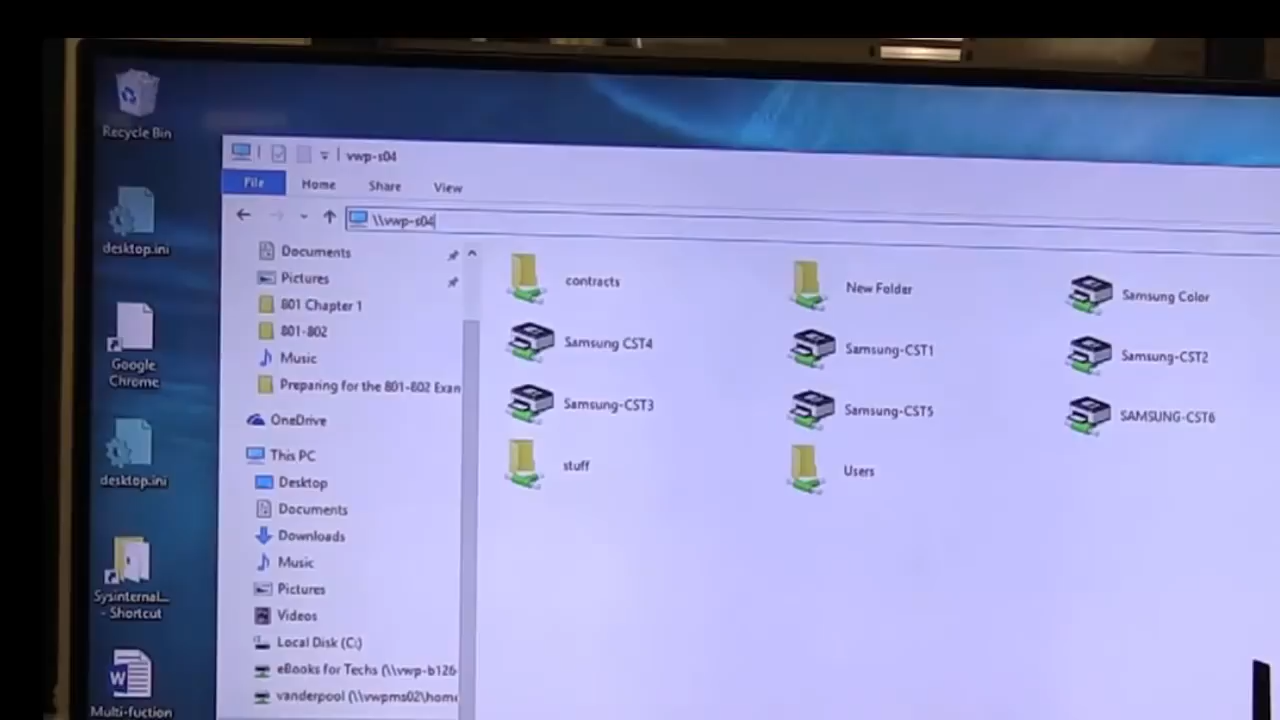 Recycle Bin
desktop.ini
Google
Chrome
desktop.ini
Sysinternal...
- Shortcut
Multi-fuction
vwp-s04
File Home Share View
\\vwp-s04
Documents
Pictures
801 Chapter 1
801-802
Music
Preparing for the 801-802 Exan
OneDrive
This PC
Desktop
Documents
Downloads
Music
Pictures
Videos
Local Disk (C:)
eBooks for Techs (\\vwp-b126
vanderpool (\\vwpms02\home
contracts New Folder Samsung Color
Samsung CST4 Samsung-CST1 Samsung-CST2
Samsung-CST3 Samsung-CST5 SAMSUNG-CST6
stuff Users